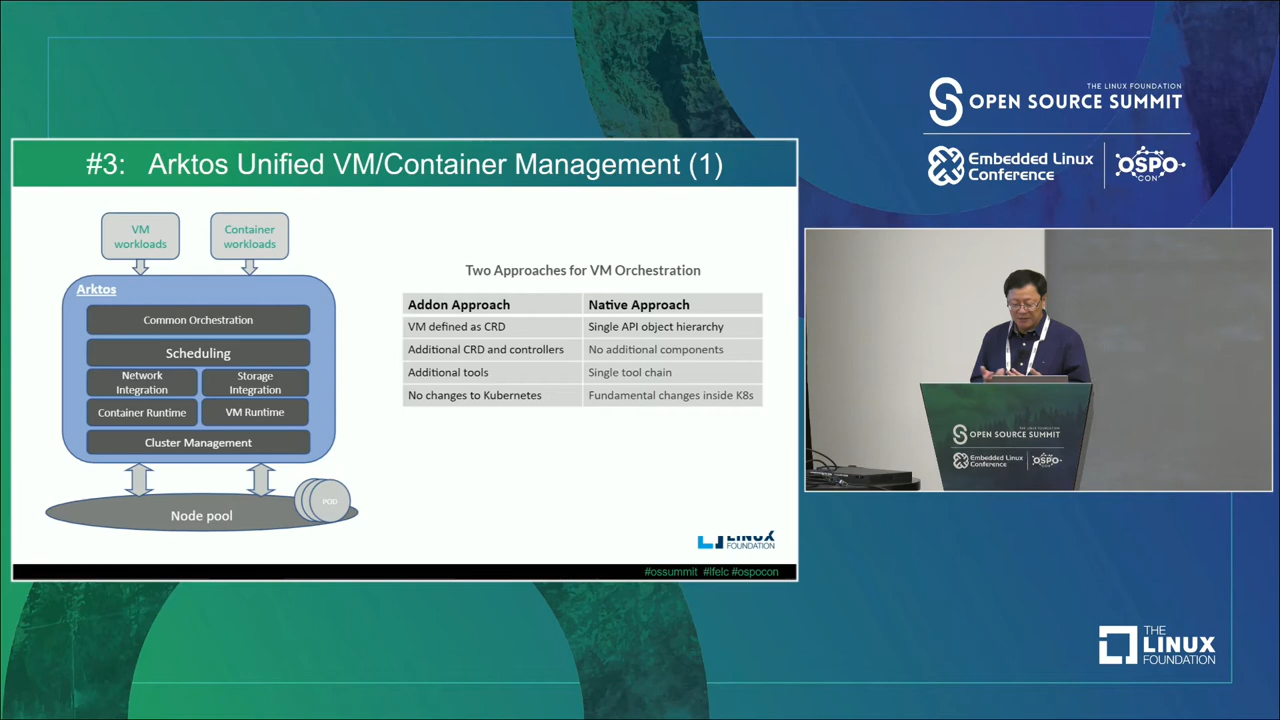 THE LINUX FOUNDATION
OPEN SOURCE SUMMIT
Embedded Linux
Conference
OSPO
CON
#3: Arktos Unified VM/Container Management (1)
VM
workloads
Container
workloads
Arktos
Common Orchestration
Scheduling
Network
Integration
Storage
Integration
Container Runtime
VM Runtime
Cluster Management
POD
Node pool
Two Approaches for VM Orchestration
Addon Approach
Native Approach
VM defined as CRD
Single API object hierarchy
Additional CRD and controllers
No additional components
Additional tools
Single tool chain
No changes to Kubernetes
Fundamental changes inside K8s
LINUX
FOUNDATION
#ossummit #lfelc #ospocon
OPEN SOURCE SUMMIT
Embedded Linux
Conference
OSPO
CON
THE
LINUX
FOUNDATION